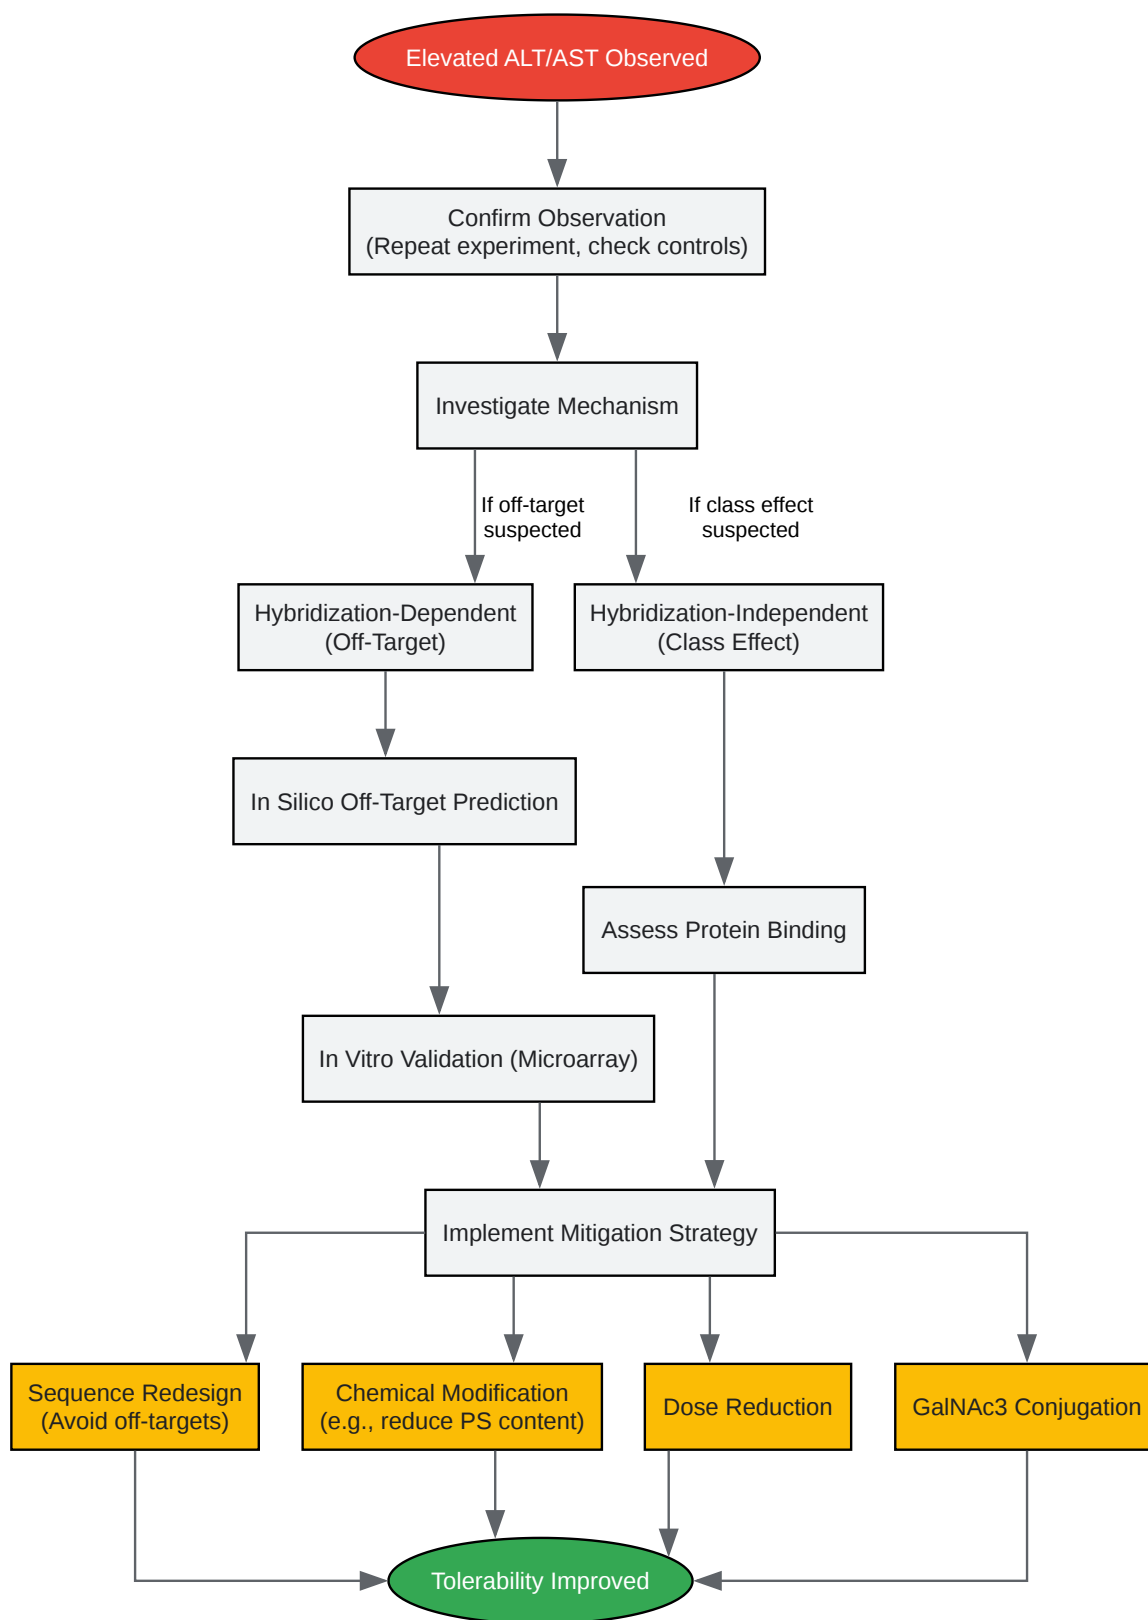 Elevated ALT/AST Observed
Confirm Observation
(Repeat experiment, check controls)
Investigate Mechanism
If off-target
suspected
If class effect
suspected
Hybridization-Dependent
(Off-Target)
Hybridization-Independent
(Class Effect)
In Silico Off-Target Prediction
Assess Protein Binding
In Vitro Validation (Microarray)
Implement Mitigation Strategy
Sequence Redesign
(Avoid off-targets)
Chemical Modification
(e.g., reduce PS content)
Dose Reduction
GalNAc3 Conjugation
Tolerability Improved